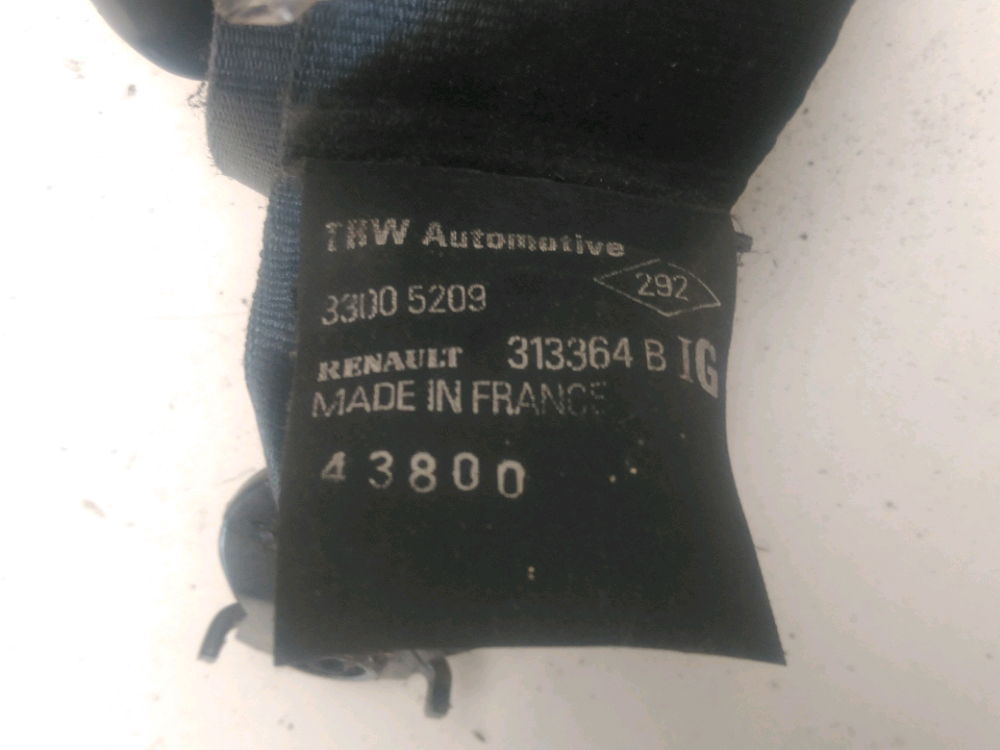 TRW Automotive
292
3300 5209
RENAULT 313364 B IG
MADE IN FRANCE
43800